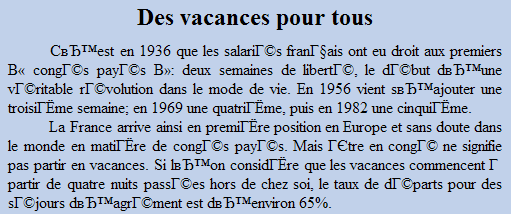 Des vacances pour tous
CвЂ™est en 1936 que les salariГ©s franГ§ais ont eu droit aux premiers
В« congГ©s payГ©s В»: deux semaines de libertГ©, le dГ©but dвЂ™une
vГ©ritable rГ©volution dans le mode de vie. En 1956 vient sвЂ™ajouter une
troisiГЁme semaine; en 1969 une quatriГЁme, puis en 1982 une cinquiГЁme.
La France arrive ainsi en premiГЁre position en Europe et sans doute dans
le monde en matiГЁre de congГ©s payГ©s. Mais ГЄtre en congГ© ne signifie
pas partir en vacances. Si lвЂ™on considГЁre que les vacances commencent Г
partir de quatre nuits passГ©es hors de chez soi, le taux de dГ©parts pour des
sГ©jours dвЂ™agrГ©ment est dвЂ™environ 65%.